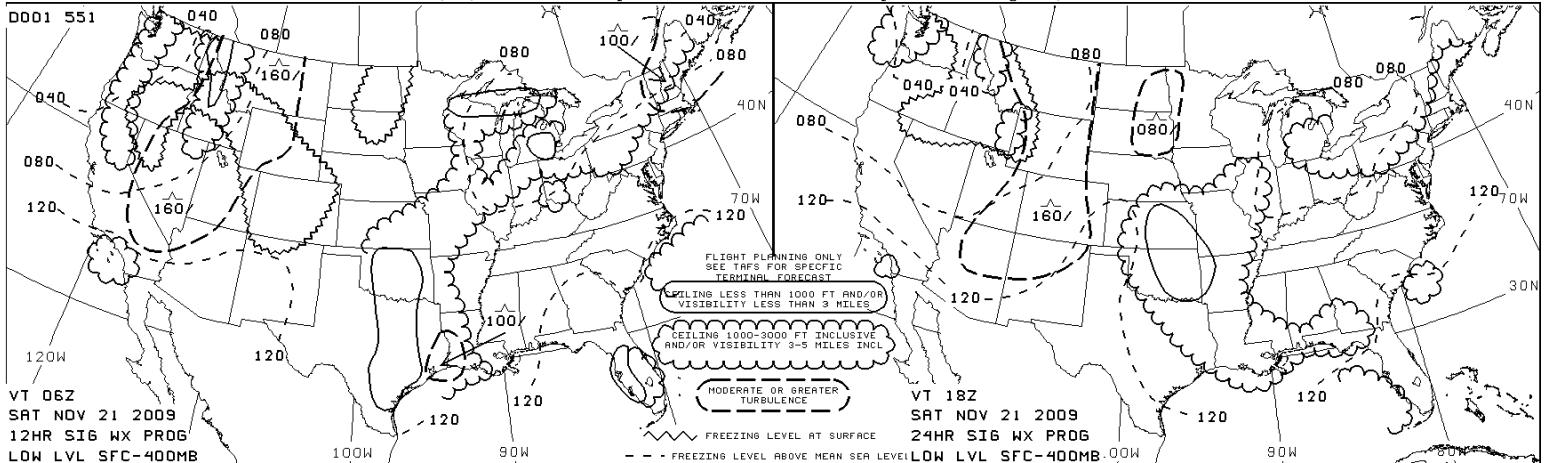 D001 551
040
080
160/
100/
040
080
040
40N
080
160/
120
70W
120
FLIGHT PLANNING ONLY
SEE TAFS FOR SPECFIC
TERMINAL FORECAST
CEILING LESS THAN 1000 FT AND/OR
VISIBILITY LESS THAN 3 MILES
100/
CEILING 1000-3000 FT INCLUSIVE
AND/OR VISIBILITY 3-5 MILES INCL
120
120W
MODERATE OR GREATER
TURBULENCE
120
120
VT 06Z
SAT NOV 21 2009
12HR SIG WX PROG
LOW LVL SFC-400MB
100W
90W
FREEZING LEVEL AT SURFACE
FREEZING LEVEL ABOVE MEAN SEA LEVEL
080
080
080
040
040
40N
080
080/
120
160/
120
70W
120
30N
120
120
VT 18Z
SAT NOV 21 2009
24HR SIG WX PROG
LOW LVL SFC-400MB
00W
90W
80W